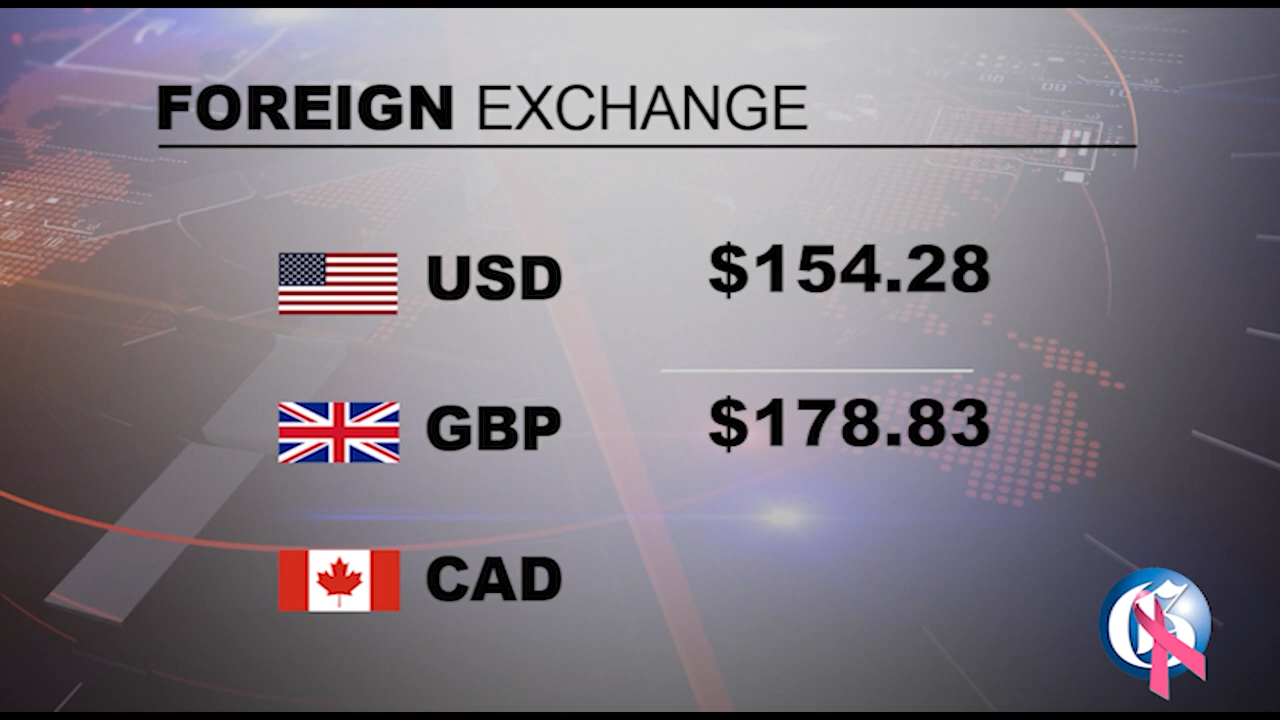 FOREIGN EXCHANGE
USD $154.28
GBP $178.83
CAD
G